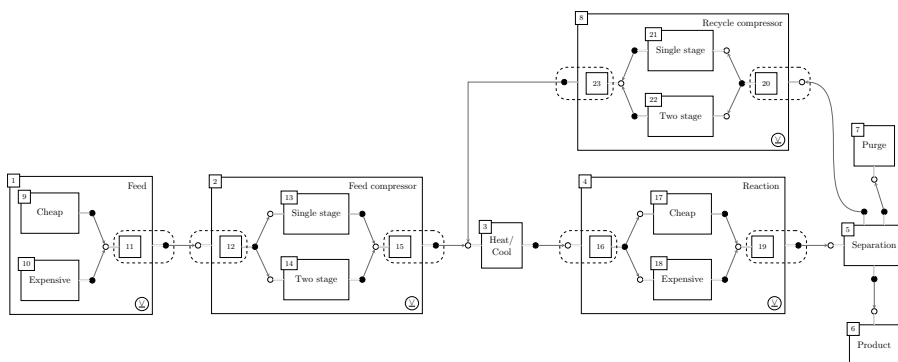 8
Recycle compressor
21
Single stage
23
20
22
Two stage
⊻
7
Purge
1
Feed
9
Cheap
11
10
Expensive
⊻
2
Feed compressor
13
Single stage
12
15
14
Two stage
⊻
3
Heat/
Cool
4
Reaction
17
Cheap
16
19
18
Expensive
⊻
5
Separation
6
Product